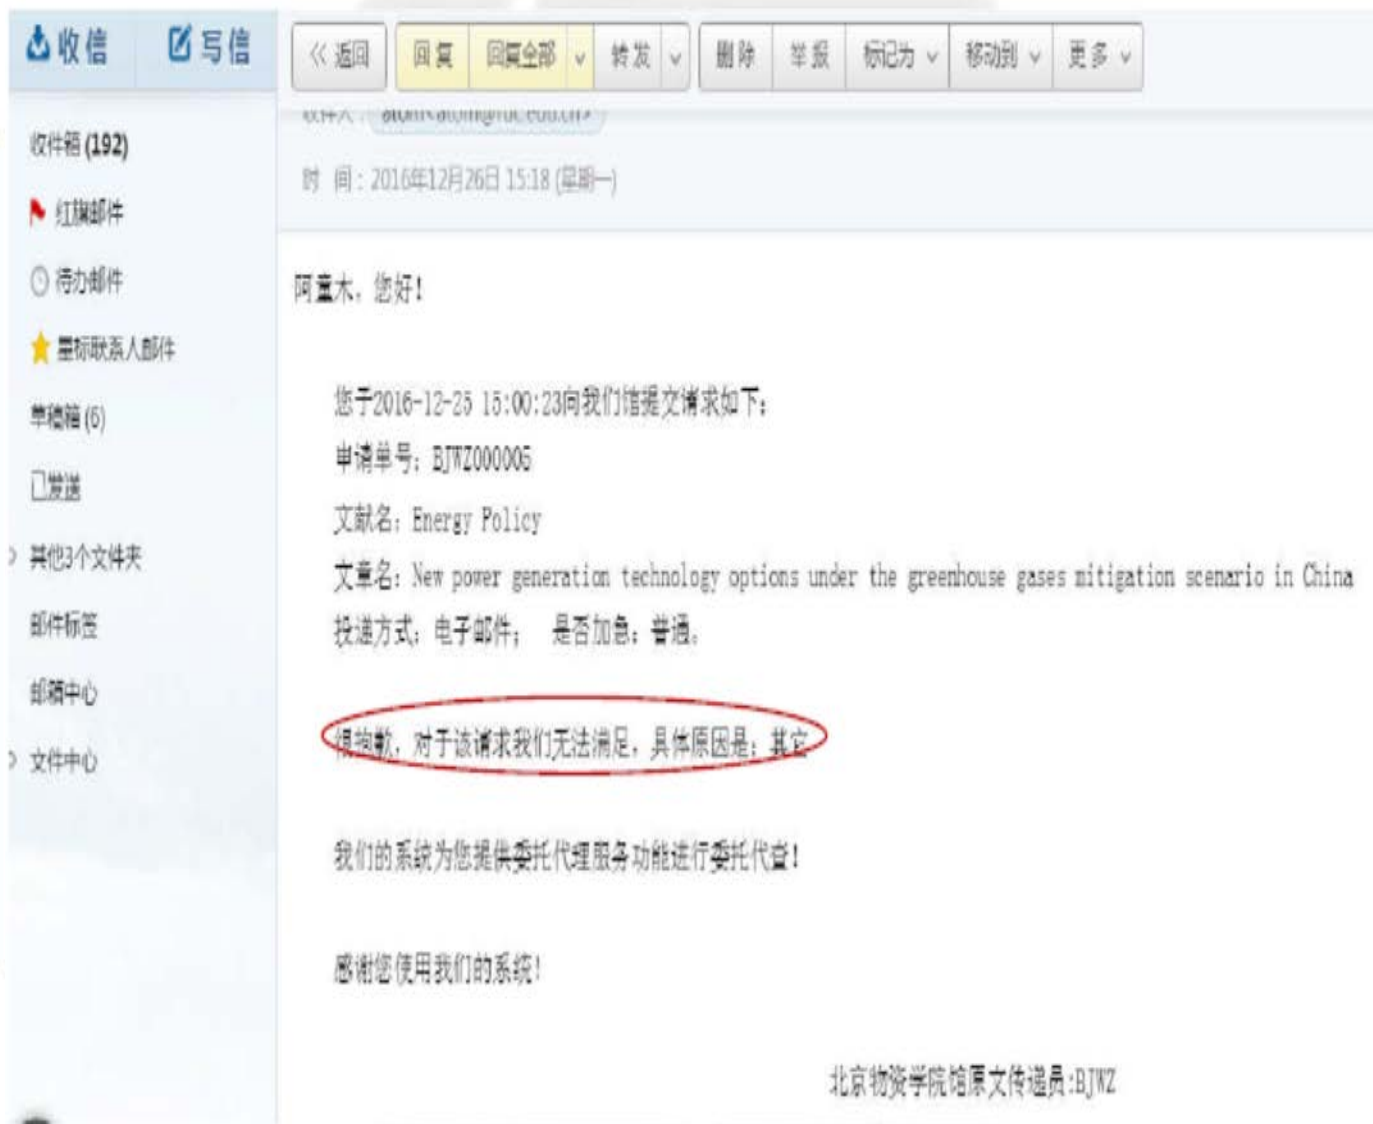 收信 写信 << 返回 回复 回复全部 转发 删除 举报 标记为 移动到 更多
收件人：atom<atom@ruc.edu.cn>
收件箱 (192)
时 间：2016年12月26日 15:18 (星期一)
红旗邮件
待办邮件
阿童木，您好！
星标联系人邮件
您于2016-12-25 15:00:23向我们馆提交请求如下：
草稿箱 (6)
申请单号：BJWZ000005
已发送
文献名：Energy Policy
其他3个文件夹
文章名：New power generation technology options under the greenhouse gases mitigation scenario in China
邮件标签
投递方式：电子邮件； 是否加急：普通。
邮箱中心
很抱歉，对于该请求我们无法满足，具体原因是：其它
文件中心
我们的系统为您提供委托代理服务功能进行委托代查！
感谢您使用我们的系统！
北京物资学院馆原文传递员:BJWZ